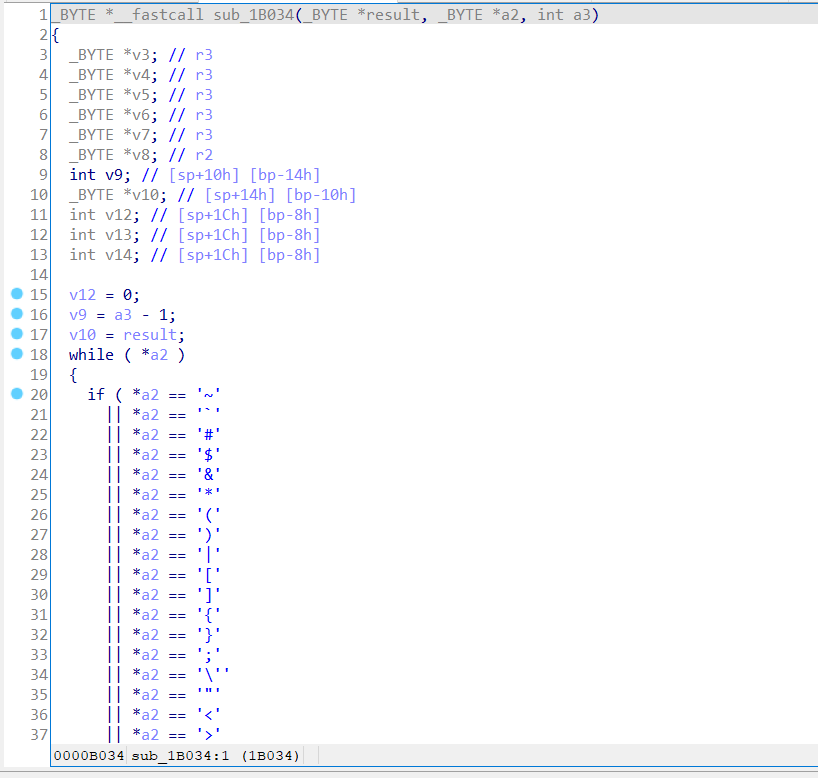 1 _BYTE *__fastcall sub_1B034(_BYTE *result, _BYTE *a2, int a3)
2 {
3 _BYTE *v3; // r3
4 _BYTE *v4; // r3
5 _BYTE *v5; // r3
6 _BYTE *v6; // r3
7 _BYTE *v7; // r3
8 _BYTE *v8; // r2
9 int v9; // [sp+10h] [bp-14h]
10 _BYTE *v10; // [sp+14h] [bp-10h]
11 int v12; // [sp+1Ch] [bp-8h]
12 int v13; // [sp+1Ch] [bp-8h]
13 int v14; // [sp+1Ch] [bp-8h]
14
15 v12 = 0;
16 v9 = a3 - 1;
17 v10 = result;
18 while ( *a2 )
19 {
20 if ( *a2 == '~'
21 || *a2 == '`'
22 || *a2 == '#'
23 || *a2 == '$'
24 || *a2 == '&'
25 || *a2 == '*'
26 || *a2 == '('
27 || *a2 == ')'
28 || *a2 == '|'
29 || *a2 == '['
30 || *a2 == ']'
31 || *a2 == '{'
32 || *a2 == '}'
33 || *a2 == ';'
34 || *a2 == '\''
35 || *a2 == '"'
36 || *a2 == '<'
37 || *a2 == '>'
0000B034 sub_1B034:1 (1B034)